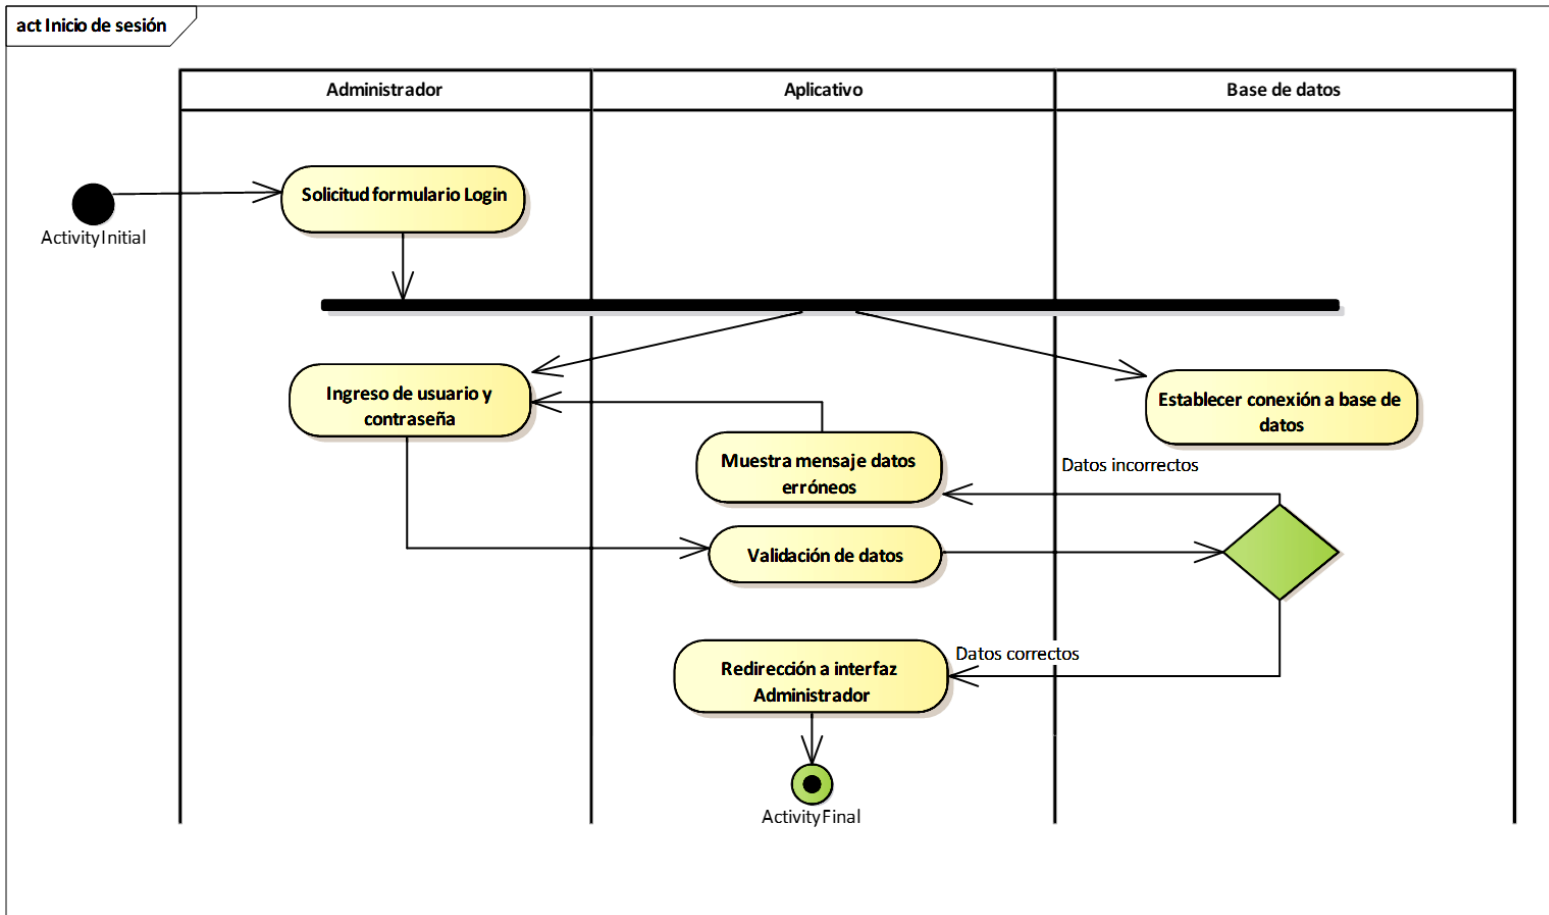 act Inicio de sesión
Administrador
Aplicativo
Base de datos
Solicitud formulario Login
ActivityInitial
Ingreso de usuario y
contraseña
Establecer conexión a base de
datos
Muestra mensaje datos
erróneos
Datos incorrectos
Validación de datos
Redirección a interfaz
Administrador
Datos correctos
ActivityFinal